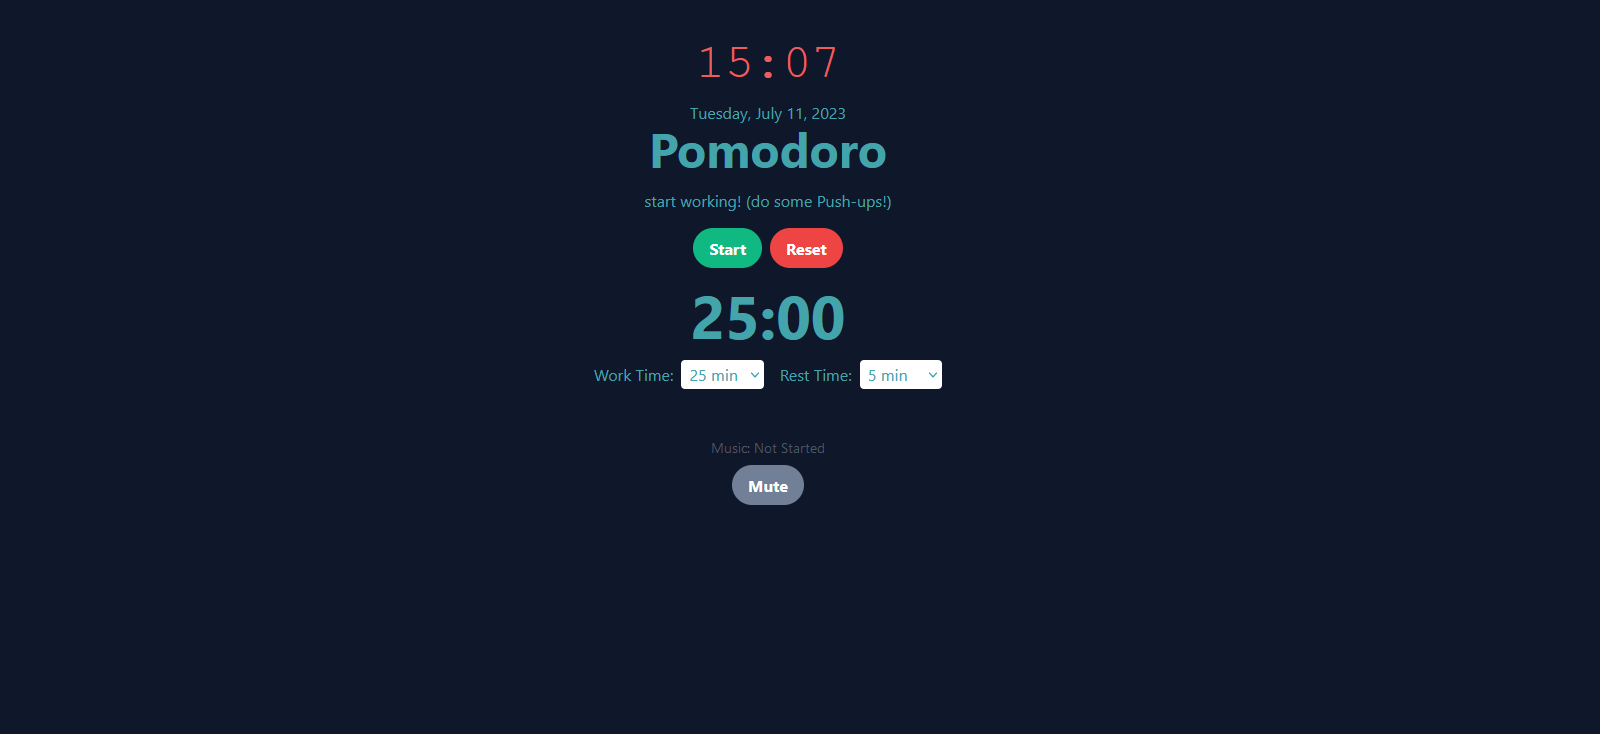 15:07
Tuesday, July 11, 2023
Pomodoro
start working! (do some Push-ups!)
Start Reset
25:00
Work Time: 25 min Rest Time: 5 min
Music: Not Started
Mute